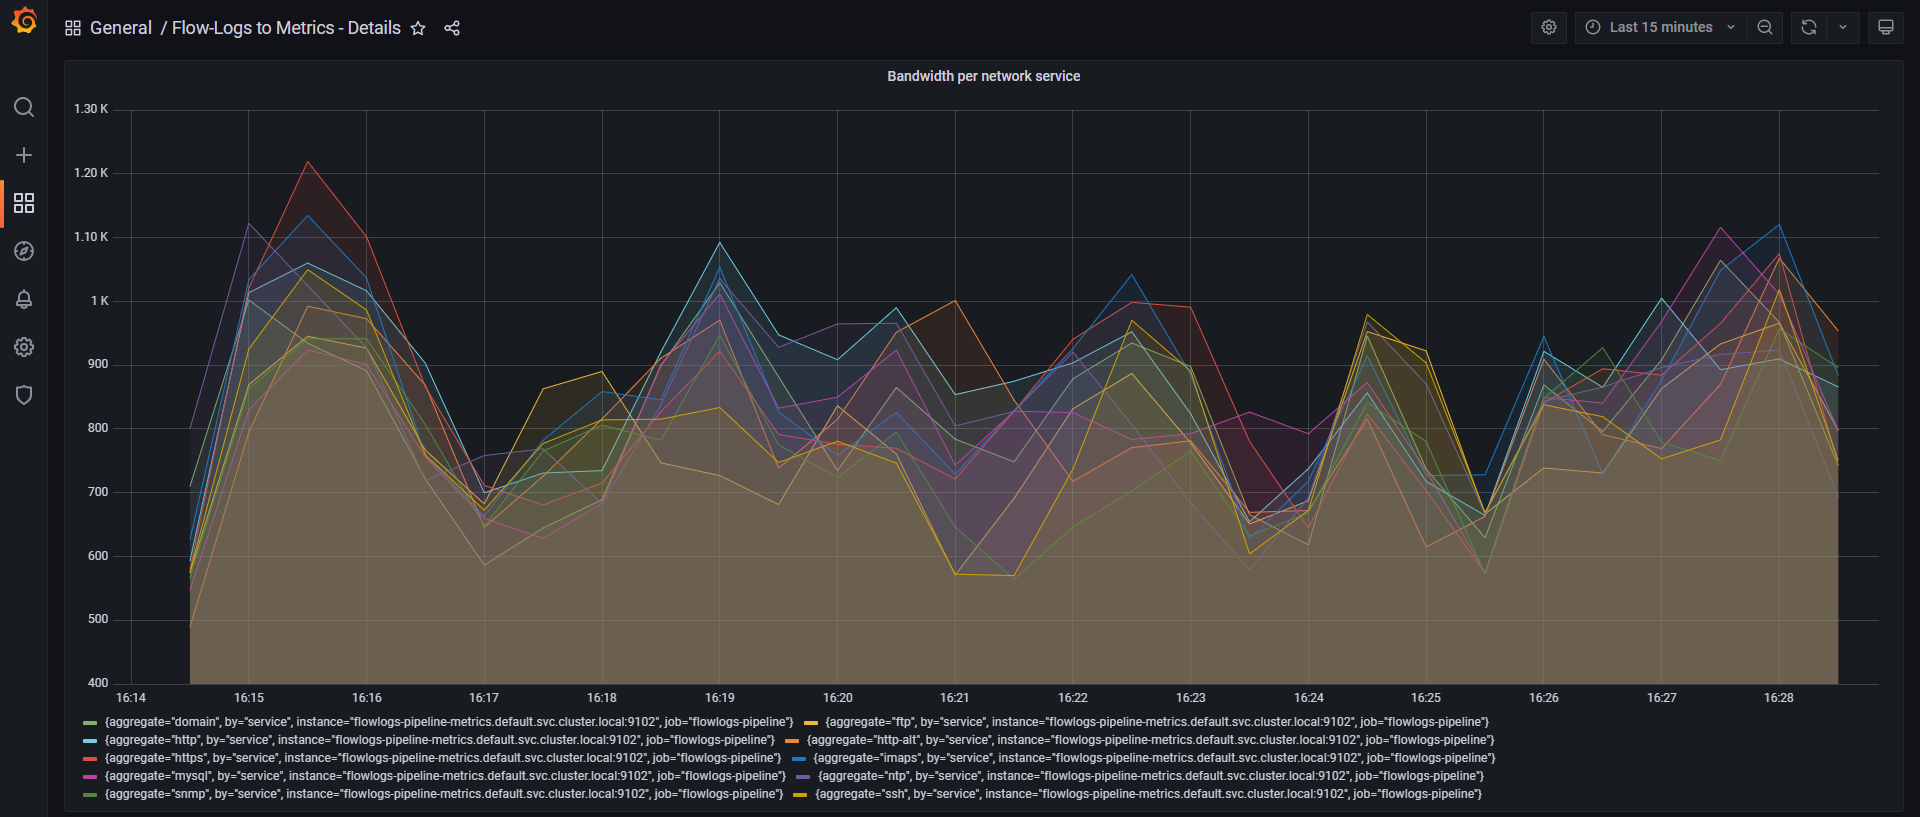 General / Flow-Logs to Metrics - Details
Last 15 minutes
Bandwidth per network service
1.30 K
1.20 K
1.10 K
1 K
900
800
700
600
500
400
16:14 16:15 16:16 16:17 16:18 16:19 16:20 16:21 16:22 16:23 16:24 16:25 16:26 16:27 16:28
{aggregate="domain", by="service", instance="flowlogs-pipeline-metrics.default.svc.cluster.local:9102", job="flowlogs-pipeline"} {aggregate="ftp", by="service", instance="flowlogs-pipeline-metrics.default.svc.cluster.local:9102", job="flowlogs-pipeline"}
{aggregate="http", by="service", instance="flowlogs-pipeline-metrics.default.svc.cluster.local:9102", job="flowlogs-pipeline"} {aggregate="http-alt", by="service", instance="flowlogs-pipeline-metrics.default.svc.cluster.local:9102", job="flowlogs-pipeline"}
{aggregate="https", by="service", instance="flowlogs-pipeline-metrics.default.svc.cluster.local:9102", job="flowlogs-pipeline"} {aggregate="imaps", by="service", instance="flowlogs-pipeline-metrics.default.svc.cluster.local:9102", job="flowlogs-pipeline"}
{aggregate="mysql", by="service", instance="flowlogs-pipeline-metrics.default.svc.cluster.local:9102", job="flowlogs-pipeline"} {aggregate="ntp", by="service", instance="flowlogs-pipeline-metrics.default.svc.cluster.local:9102", job="flowlogs-pipeline"}
{aggregate="snmp", by="service", instance="flowlogs-pipeline-metrics.default.svc.cluster.local:9102", job="flowlogs-pipeline"} {aggregate="ssh", by="service", instance="flowlogs-pipeline-metrics.default.svc.cluster.local:9102", job="flowlogs-pipeline"}